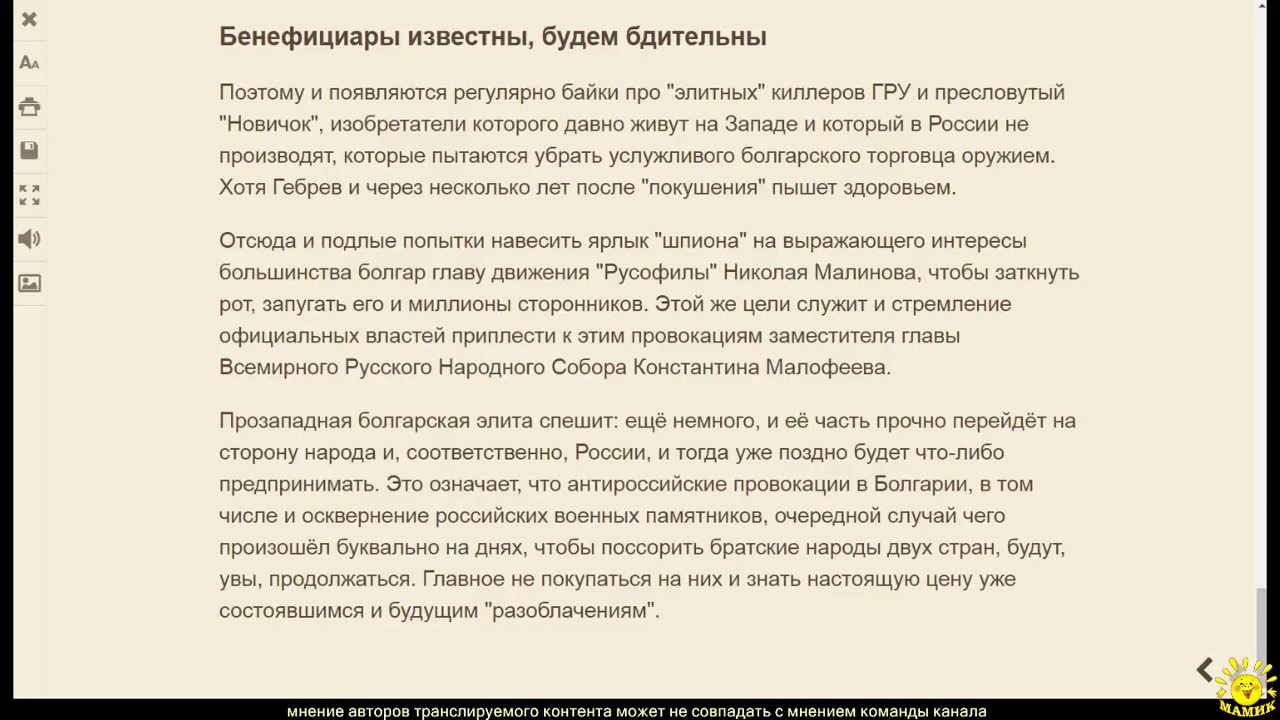 Бенефициары известны, будем бдительны
Поэтому и появляются регулярно байки про "элитных" киллеров ГРУ и пресловутый
"Новичок", изобретатели которого давно живут на Западе и который в России не
производят, которые пытаются убрать услужливого болгарского торговца оружием.
Хотя Гебрев и через несколько лет после "покушения" пышет здоровьем.
Отсюда и подлые попытки навесить ярлык "шпиона" на выражающего интересы
большинства болгар главу движения "Русофилы" Николая Малинова, чтобы заткнуть
рот, запугать его и миллионы сторонников. Этой же цели служит и стремление
официальных властей приплести к этим провокациям заместителя главы
Всемирного Русского Народного Собора Константина Малофеева.
Прозападная болгарская элита спешит: ещё немного, и её часть прочно перейдёт на
сторону народа и, соответственно, России, и тогда уже поздно будет что-либо
предпринимать. Это означает, что антироссийские провокации в Болгарии, в том
числе и осквернение российских военных памятников, очередной случай чего
произошёл буквально на днях, чтобы поссорить братские народы двух стран, будут,
увы, продолжаться. Главное не покупаться на них и знать настоящую цену уже
состоявшимся и будущим "разоблачениям".
МАМИК
мнение авторов транслируемого контента может не совпадать с мнением команды канала